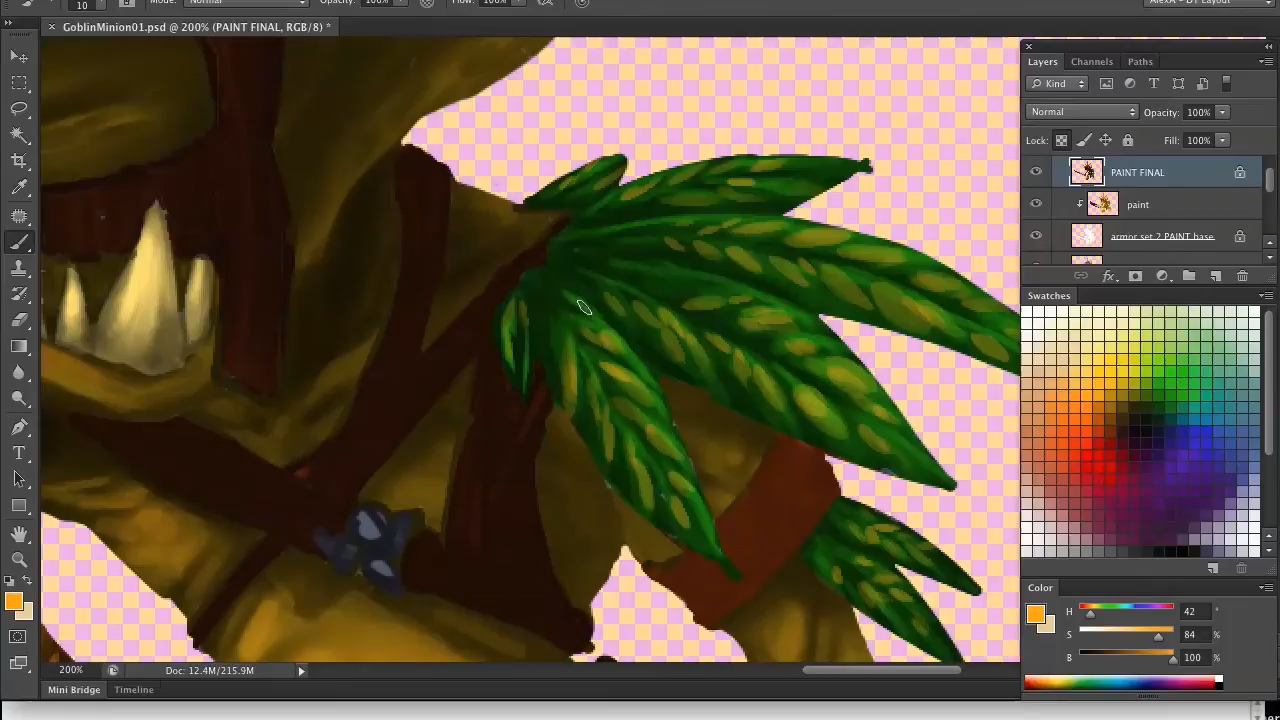 10 Mode: Normal Opacity: 100% Flow: 100%
GoblinMinion01.psd @ 200% (PAINT FINAL, RGB/8) *
Layers Channels Paths
Kind
Normal Opacity: 100%
Lock: Fill: 100%
PAINT FINAL
paint
armor set 2 PAINT base
Swatches
Color
H 42 °
S 84 %
B 100 %
200% Doc: 12.4M/215.9M
Mini Bridge Timeline